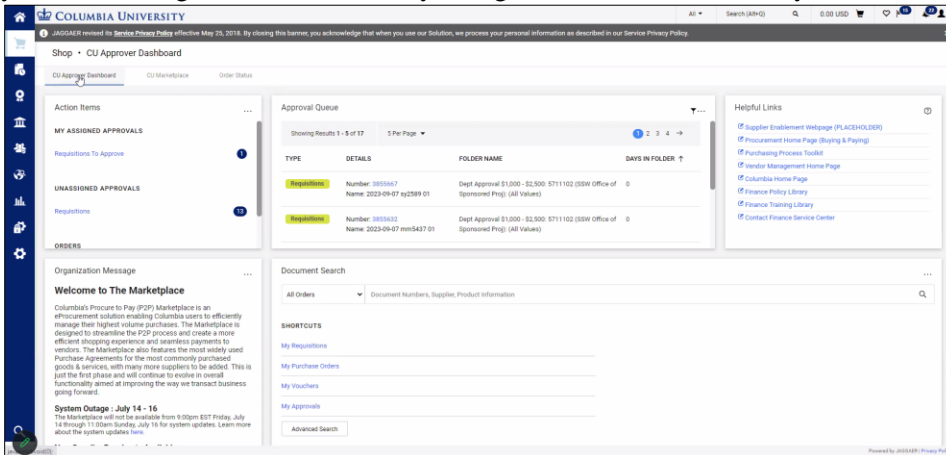 COLUMBIA UNIVERSITY
All
Search (Alt+Q)
0.00 USD
JAGGAER revised its Service Privacy Policy effective May 25, 2018. By closing this banner, you acknowledge that when you use our Solution, we process your personal information as described in our Service Privacy Policy.
Shop • CU Approver Dashboard
CU Approver Dashboard
CU Marketplace
Order Status
Action Items
...
MY ASSIGNED APPROVALS
Requisitions To Approve 1
UNASSIGNED APPROVALS
Requisitions 13
ORDERS
Approval Queue
...
Showing Results 1 - 5 of 17
5 Per Page
1 2 3 4
TYPE DETAILS FOLDER NAME DAYS IN FOLDER
Requisitions Number: 3855667 Dept Approval $1,000 - $2,500: 5711102 (SSW Office of 0
Name: 2023-09-07 sy2589 01 Sponsored Proj): (All Values)
Requisitions Number: 3855632 Dept Approval $1,000 - $2,500: 5711102 (SSW Office of 0
Name: 2023-09-07 mm5437 01 Sponsored Proj): (All Values)
Helpful Links
Supplier Enablement Webpage (PLACEHOLDER)
Procurement Home Page (Buying & Paying)
Purchasing Process Toolkit
Vendor Management Home Page
Columbia Home Page
Finance Policy Library
Finance Training Library
Contact Finance Service Center
Organization Message
...
Welcome to The Marketplace
Columbia's Procure to Pay (P2P) Marketplace is an
eProcurement solution enabling Columbia users to efficiently
manage their highest volume purchases. The Marketplace is
designed to streamline the P2P process and create a more
efficient shopping experience and seamless payments to
vendors. The Marketplace also features the most widely used
Purchase Agreements for the most commonly purchased
goods & services, with many more suppliers to be added. This is
just the first phase and will continue to evolve in overall
functionality aimed at improving the way we transact business
going forward.
System Outage : July 14 - 16
The Marketplace will not be available from 9:00pm EST Friday, July
14 through 11:00am Sunday, July 16 for system updates. Learn more
about the system updates here.
Document Search
...
All Orders
Document Numbers, Supplier, Product Information
SHORTCUTS
My Requisitions
My Purchase Orders
My Vouchers
My Approvals
Advanced Search
Powered by JAGGAER | Privacy